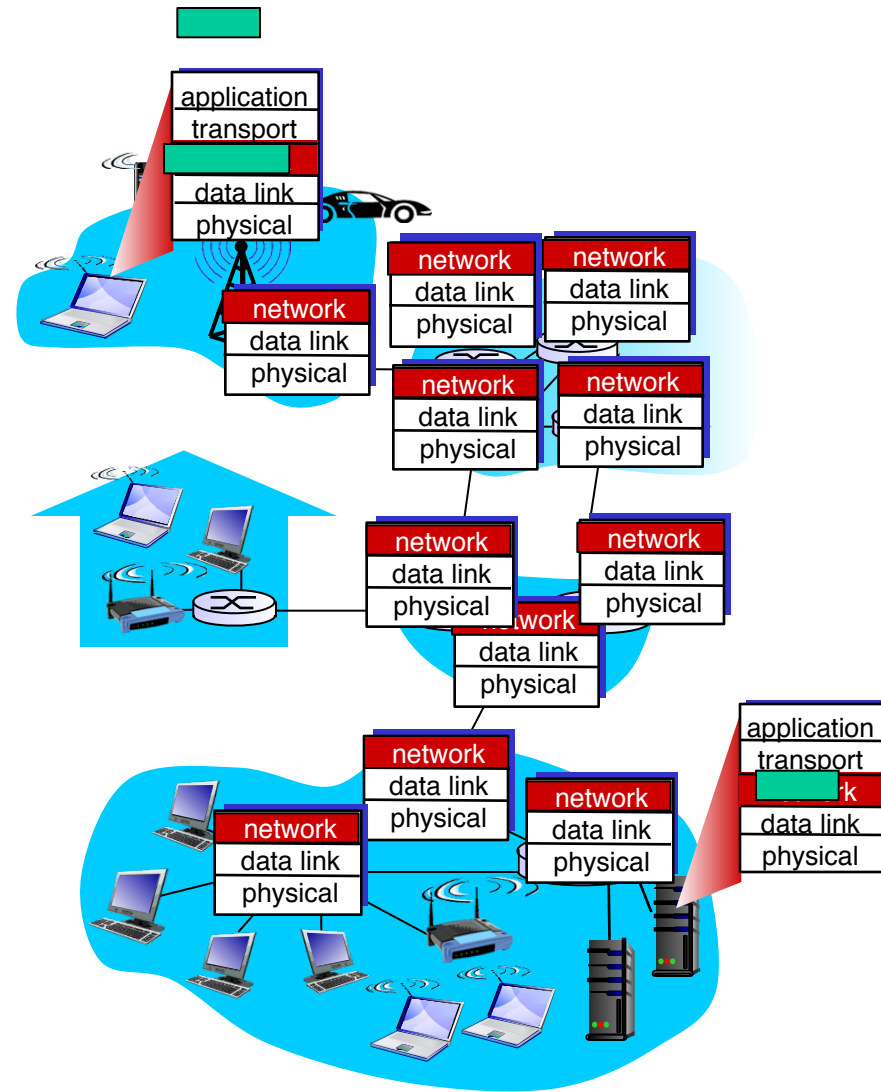 application
transport
data link
physical
network
data link
physical
network
data link
physical
network
data link
physical
network
data link
physical
network
data link
physical
network
data link
physical
network
data link
physical
network
data link
physical
application
transport
data link
physical
network
data link
physical
network
data link
physical
network
data link
physical